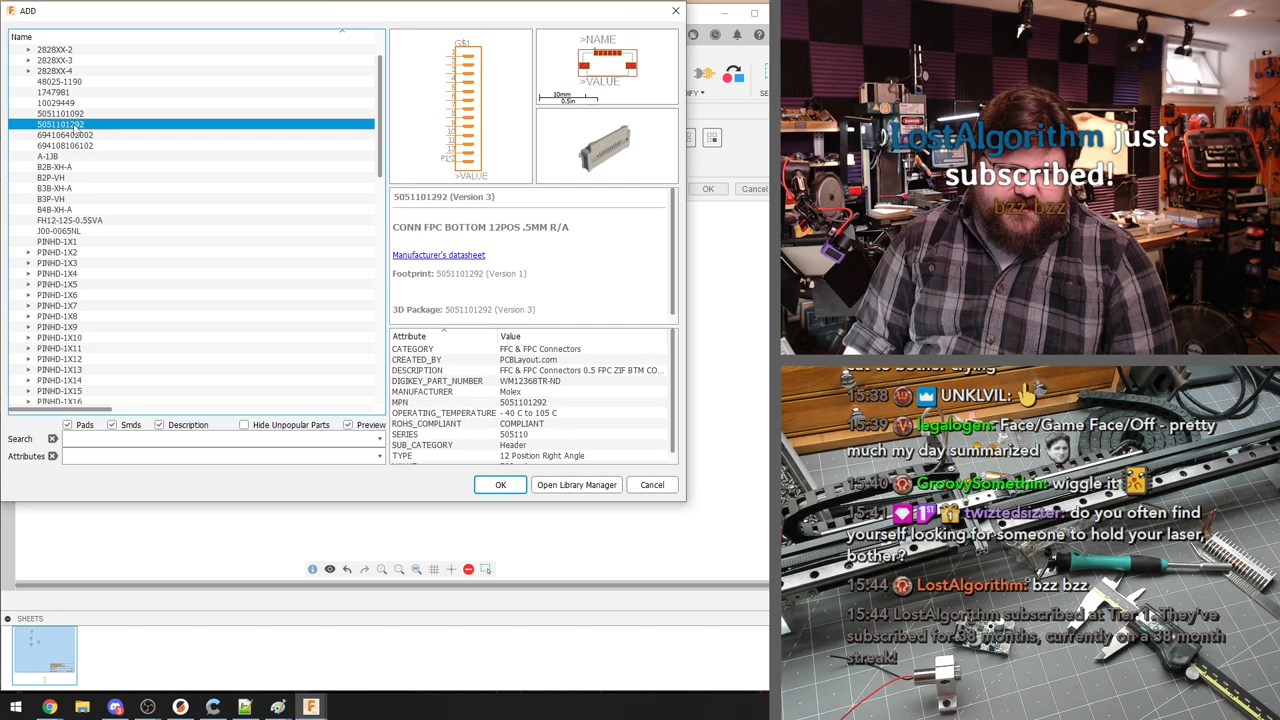 ADD
Name
2828XX-2
2828XX-3
2828XX-4
48025-1190
1747981
10029449
5051101092
5051101292
694106402002
694108106102
A-1JB
B2B-XH-A
B2P-VH
B3B-XH-A
B3P-VH
B4B-XH-A
FH12-12S-0.5SVA
J00-0065NL
PINHD-1X1
PINHD-1X2
PINHD-1X3
PINHD-1X4
PINHD-1X5
PINHD-1X6
PINHD-1X7
PINHD-1X8
PINHD-1X9
PINHD-1X10
PINHD-1X11
PINHD-1X12
PINHD-1X13
PINHD-1X14
PINHD-1X15
PINHD-1X16
Pads
Smds
Description
Hide Unpopular Parts
Preview
Search
Attributes
G$1
>VALUE
>NAME
>VALUE
10mm
0.5in
5051101292 (Version 3)
CONN FPC BOTTOM 12POS .5MM R/A
Manufacturer's datasheet
Footprint: 5051101292 (Version 1)
3D Package: 5051101292 (Version 3)
Attribute Value
CATEGORY FFC & FPC Connectors
CREATED_BY PCBLayout.com
DESCRIPTION FFC & FPC Connectors 0.5 FPC ZIF BTM CO...
DIGIKEY_PART_NUMBER WM12368TR-ND
MANUFACTURER Molex
MPN 5051101292
OPERATING_TEMPERATURE - 40 C to 105 C
ROHS_COMPLIANT COMPLIANT
SERIES 505110
SUB_CATEGORY Header
TYPE 12 Position Right Angle
OK
Open Library Manager
Cancel
OK
Cancel
SHEETS
1
LostAlgorithm just
subscribed!
bzz bzz
15:38 UNKLVIL:
15:39 legalogen: Face/Game Face/Off - pretty
much my day summarized
15:40 GroovySomethin: wiggle it
15:41 twiztedsizter: do you often find
yourself looking for someone to hold your laser,
bother?
15:44 LostAlgorithm: bzz bzz
15:44 LostAlgorithm subscribed at Tier 1. They've
subscribed for 38 months, currently on a 38 month
streak!